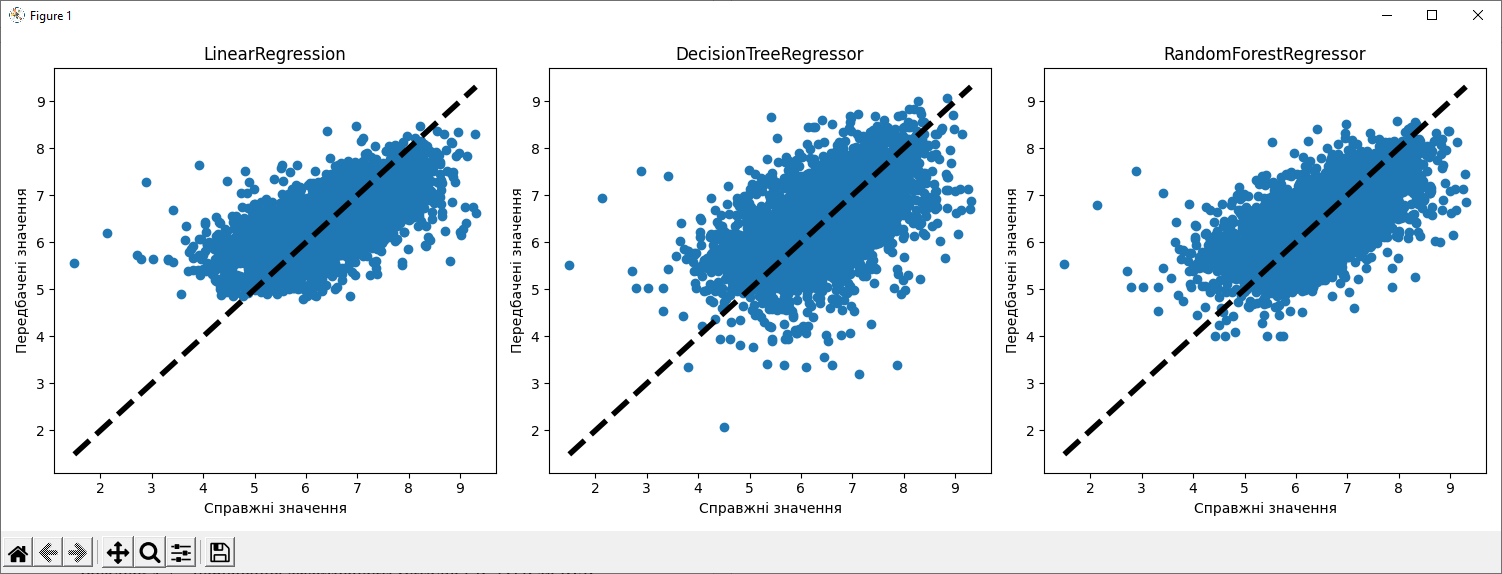 Figure 1
LinearRegression
Передбачені значення
9
8
7
6
5
4
3
2
2 3 4 5 6 7 8 9
Справжні значення
DecisionTreeRegressor
Передбачені значення
9
8
7
6
5
4
3
2
2 3 4 5 6 7 8 9
Справжні значення
RandomForestRegressor
Передбачені значення
9
8
7
6
5
4
3
2
2 3 4 5 6 7 8 9
Справжні значення